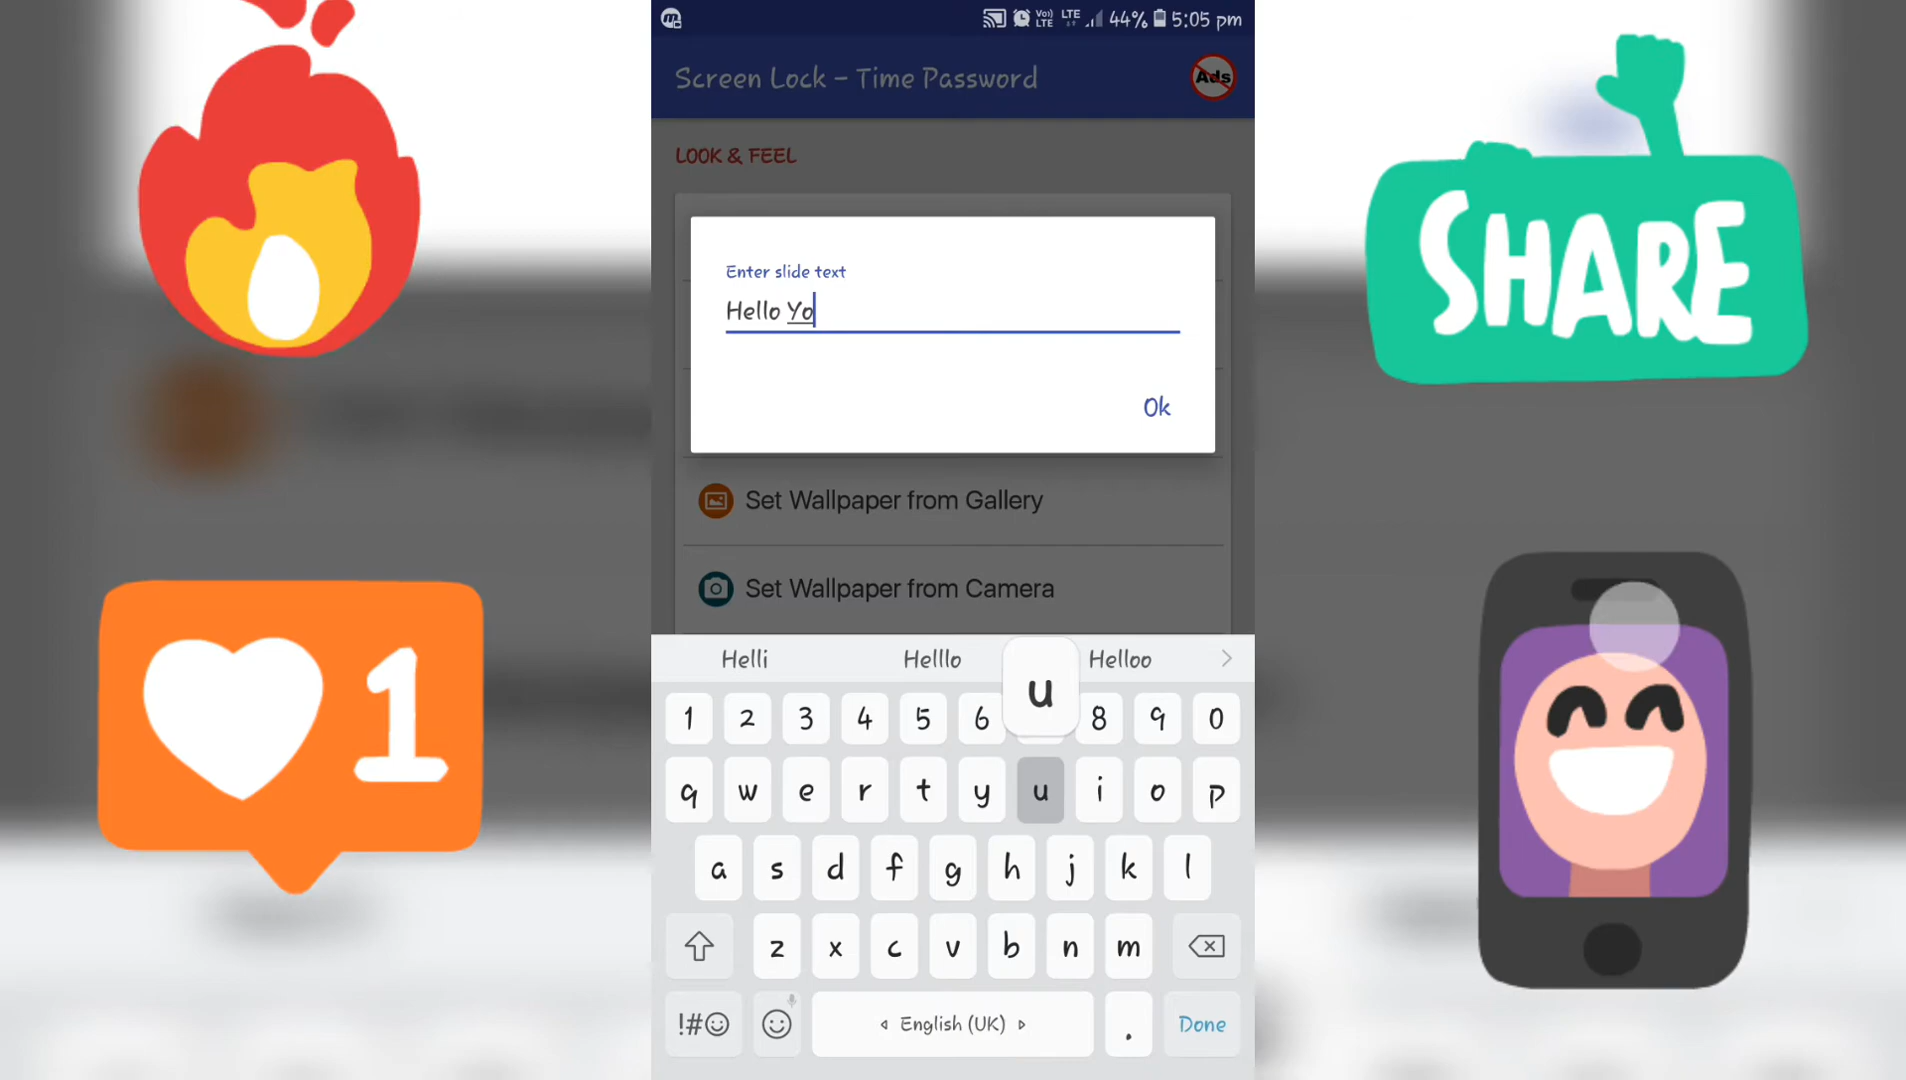 44% 5:05 pm
Screen Lock - Time Password
Ads
LOOK & FEEL
Enter slide text
Hello Yo
Ok
Set Wallpaper from Gallery
Set Wallpaper from Camera
Helli Helllo Helloo
u
1 2 3 4 5 6 8 9 0
q w e r t y u i o p
a s d f g h j k l
z x c v b n m
!#☺ English (UK) . Done
SHARE
1
VoLTE LTE